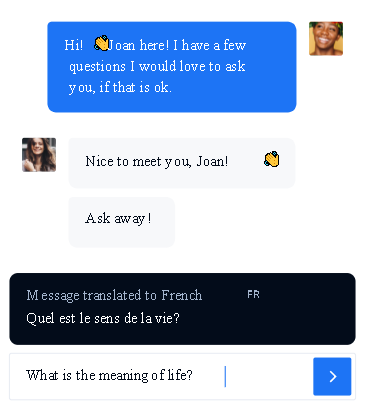 Hi! 👋Joan here! I have a few
questions I would love to ask
you, if that is ok.
Nice to meet you, Joan! 👋
Ask away!
Message translated to French FR
Quel est le sens de la vie?
What is the meaning of life?